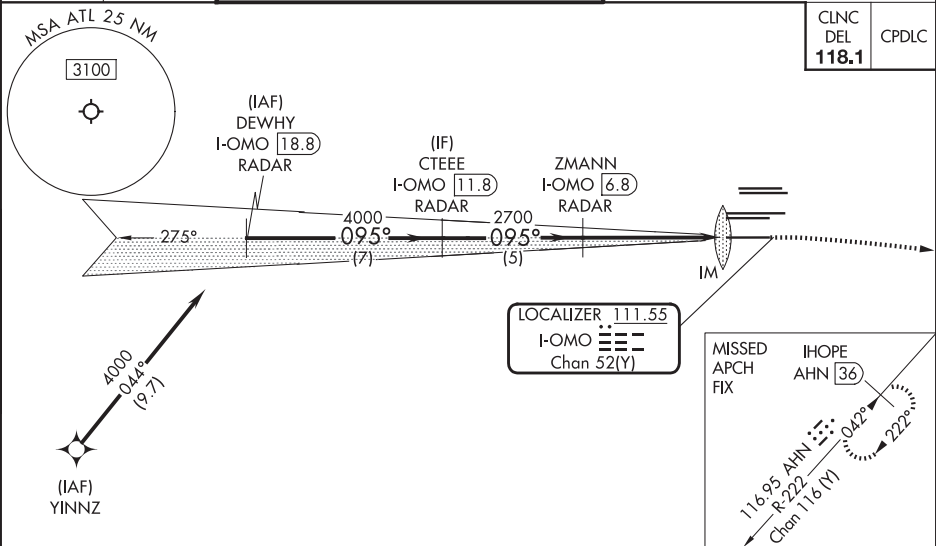 MSA ATL 25 NM
3100
CLNC
DEL
118.1
CPDLC
(IAF)
DEWHY
I-OMO 18.8
RADAR
(IF)
CTEEE
I-OMO 11.8
RADAR
ZMANN
I-OMO 6.8
RADAR
275°
4000
095°
(7)
2700
095°
(5)
IM
LOCALIZER 111.55
I-OMO
Chan 52(Y)
4000
044°
(9.7)
(IAF)
YINNZ
MISSED
APCH
FIX
IHOPE
AHN 36
042°
222°
116.95 AHN
R-222
Chan 116 (Y)